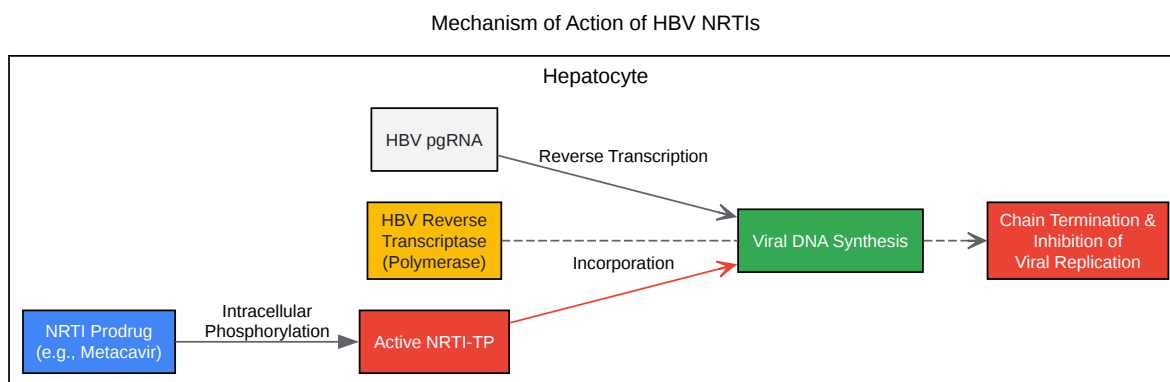 Mechanism of Action of HBV NRTIs
Hepatocyte
HBV pgRNA
Reverse Transcription
HBV Reverse
Transcriptase
(Polymerase)
Viral DNA Synthesis
Chain Termination &
Inhibition of
Viral Replication
Incorporation
NRTI Prodrug
(e.g., Metacavir)
Intracellular
Phosphorylation
Active NRTI-TP